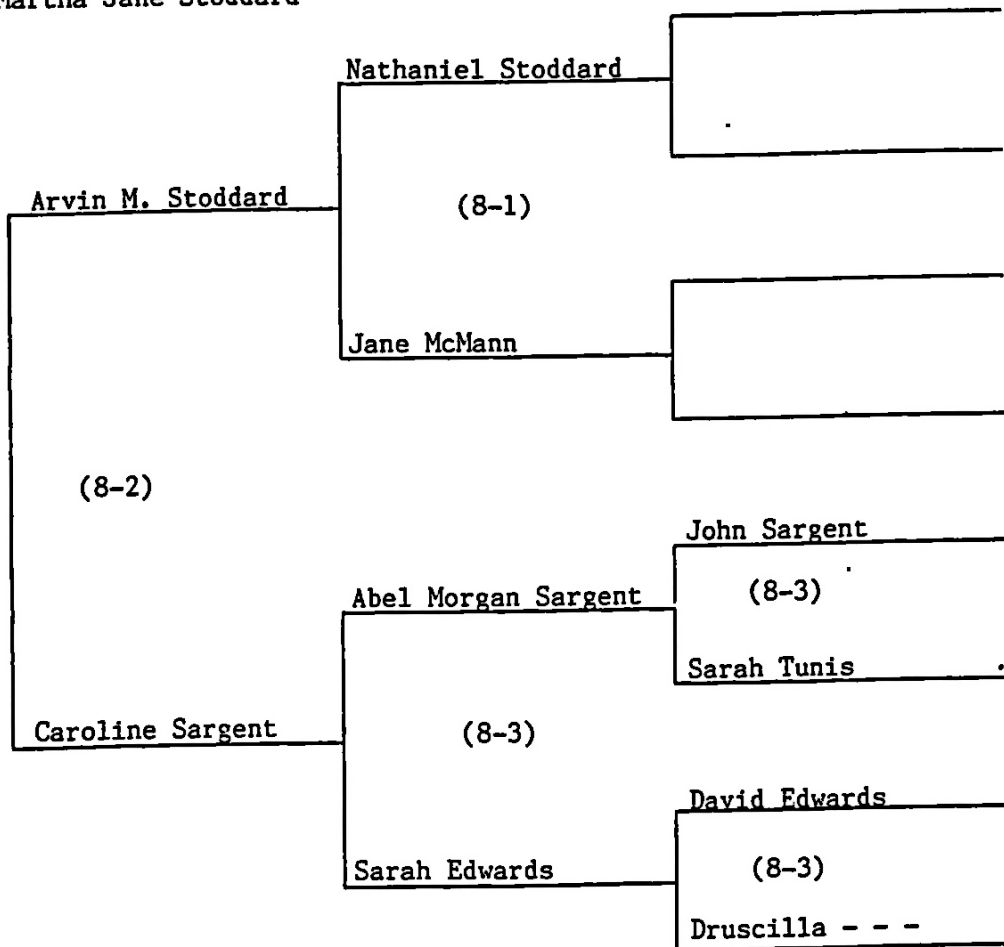 Martha Jane Stoddard
Nathaniel Stoddard
Arvin M. Stoddard
(8-1)
Jane McMann
(8-2)
John Sargent
Abel Morgan Sargent
(8-3)
Sarah Tunis
Caroline Sargent
(8-3)
David Edwards
Sarah Edwards
(8-3)
Druscilla - - -